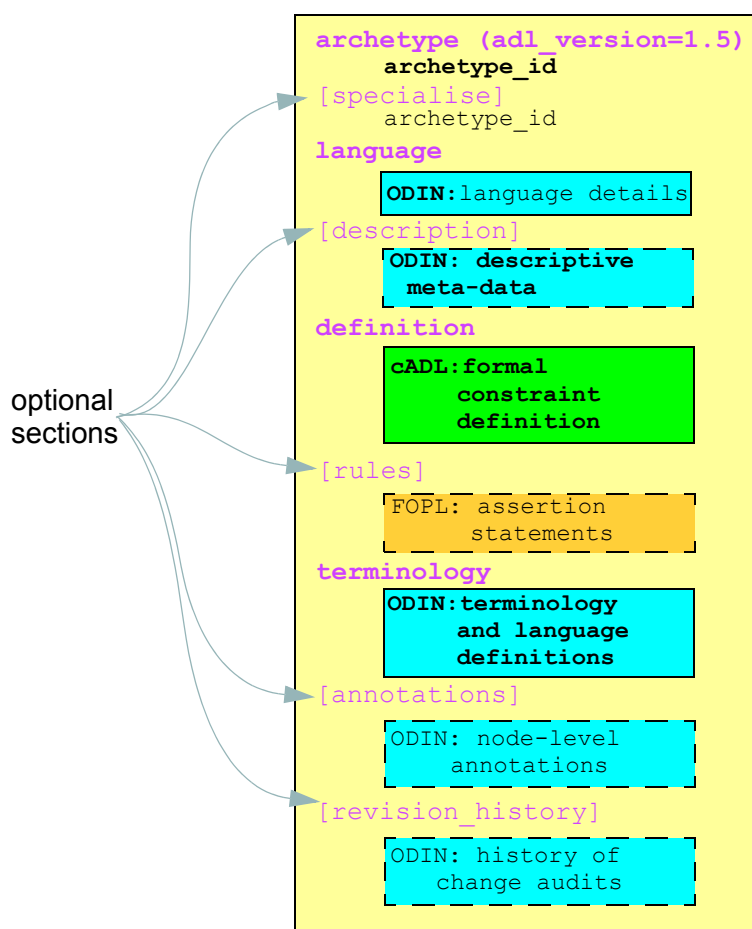 archetype (adl_version=1.5)
archetype_id
[specialise]
archetype_id
language
ODIN:language details
[description]
ODIN: descriptive
meta-data
definition
cADL:formal
constraint
definition
optional
sections
[rules]
FOPL: assertion
statements
terminology
ODIN:terminology
and language
definitions
[annotations]
ODIN: node-level
annotations
[revision_history]
ODIN: history of
change audits